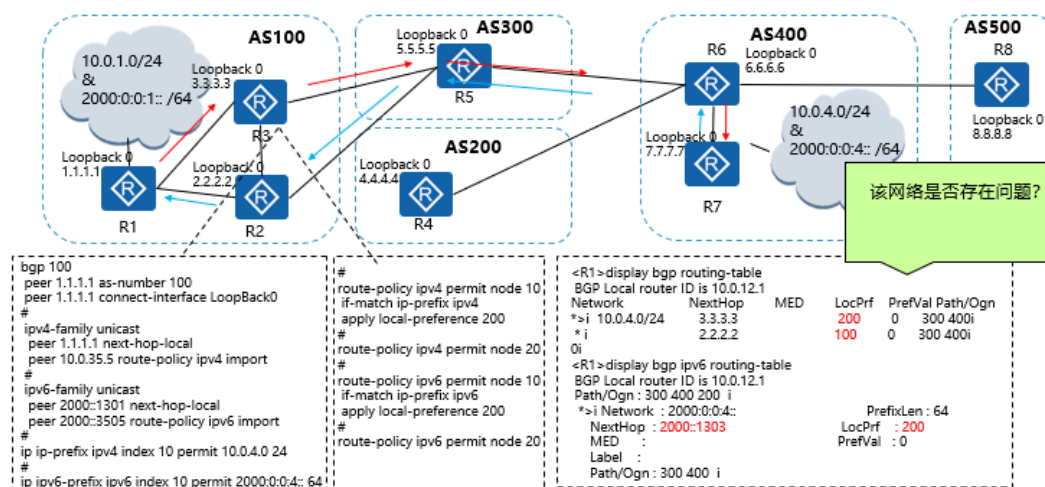 AS100
AS300
AS400
AS500
10.0.1.0/24
&
2000:0:0:1:: /64
Loopback 0
3.3.3.3
R3
Loopback 0
1.1.1.1
R1
Loopback 0
2.2.2.2
R2
Loopback 0
5.5.5.5
R5
AS200
Loopback 0
4.4.4.4
R4
R6
Loopback 0
6.6.6.6
Loopback 0
7.7.7.7
R7
10.0.4.0/24
&
2000:0:0:4:: /64
R8
Loopback 0
8.8.8.8
该网络是否存在问题？
bgp 100
peer 1.1.1.1 as-number 100
peer 1.1.1.1 connect-interface LoopBack0
#
ipv4-family unicast
peer 1.1.1.1 next-hop-local
peer 10.0.35.5 route-policy ipv4 import
#
ipv6-family unicast
peer 2000::1301 next-hop-local
peer 2000::3505 route-policy ipv6 import
#
ip ip-prefix ipv4 index 10 permit 10.0.4.0 24
#
ip ipv6-prefix ipv6 index 10 permit 2000:0:0:4:: 64
#
route-policy ipv4 permit node 10
if-match ip-prefix ipv4
apply local-preference 200
#
route-policy ipv4 permit node 20
#
route-policy ipv6 permit node 10
if-match ip-prefix ipv6
apply local-preference 200
#
route-policy ipv6 permit node 20
<R1>display bgp routing-table
BGP Local router ID is 10.0.12.1
Network NextHop MED LocPrf PrefVal Path/Ogn
*>i 10.0.4.0/24 3.3.3.3 200 0 300 400i
* i 2.2.2.2 100 0 300 400i
0i
<R1>display bgp ipv6 routing-table
BGP Local router ID is 10.0.12.1
Path/Ogn : 300 400 200 i
*>i Network : 2000:0:0:4:: PrefixLen : 64
NextHop : 2000::1303 LocPrf : 200
MED : PrefVal : 0
Label :
Path/Ogn : 300 400 i